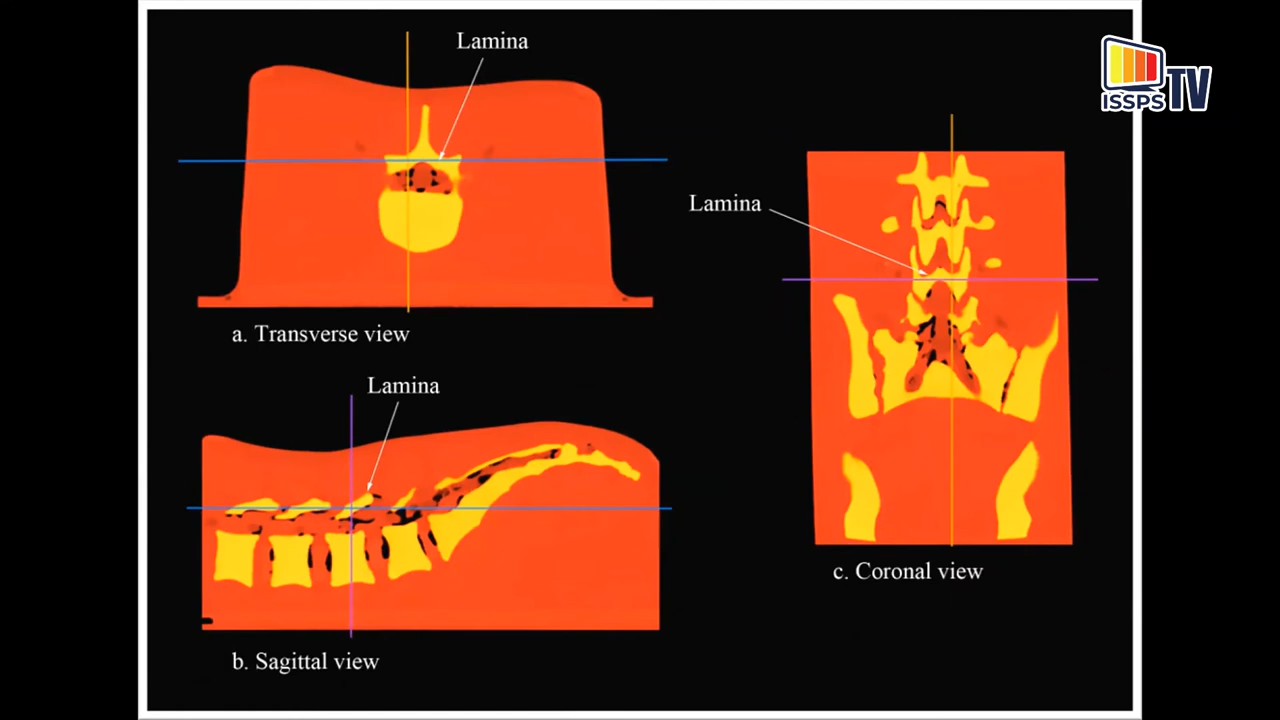 Lamina
ISSPS TV
Lamina
a. Transverse view
Lamina
c. Coronal view
b. Sagittal view